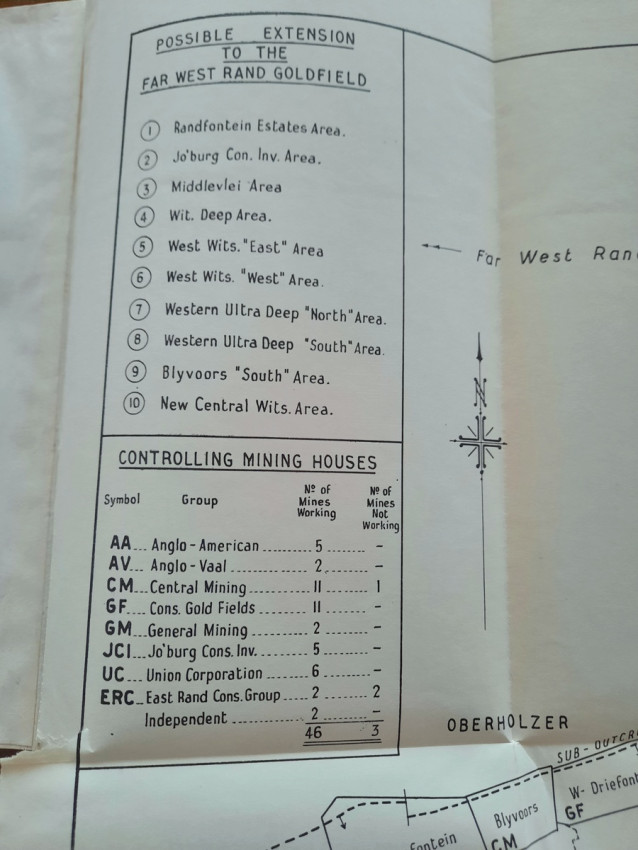 POSSIBLE EXTENSION
TO THE
FAR WEST RAND GOLDFIELD
1 Randfontein Estates Area.
2 Jo'burg Con. Inv. Area.
3 Middlevlei Area
4 Wit. Deep Area.
5 West Wits. "East" Area
6 West Wits. "West" Area.
7 Western Ultra Deep "North" Area.
8 Western Ultra Deep "South" Area.
9 Blyvoors "South" Area.
10 New Central Wits. Area.
CONTROLLING MINING HOUSES
Symbol Group Nº of Mines Working Nº of Mines Not Working
AA... Anglo-American ............ 5 ........ -
AV... Anglo-Vaal ............ 2 ........ -
CM... Central Mining ............ 11 ........ 1
GF.... Cons. Gold Fields ......... 11 ........ -
GM... General Mining ............ 2 ........ -
JCI... Jo'burg Cons. Inv. ........ 5 ........ -
UC... Union Corporation ........ 6 ........ -
ERC.. East Rand Cons. Group ..... 2 ........ 2
Independent ............... 2 ........ -
46 3
Far West
N
OBERHOLZER
SUB-
W-
GF
Blyvoors
CM